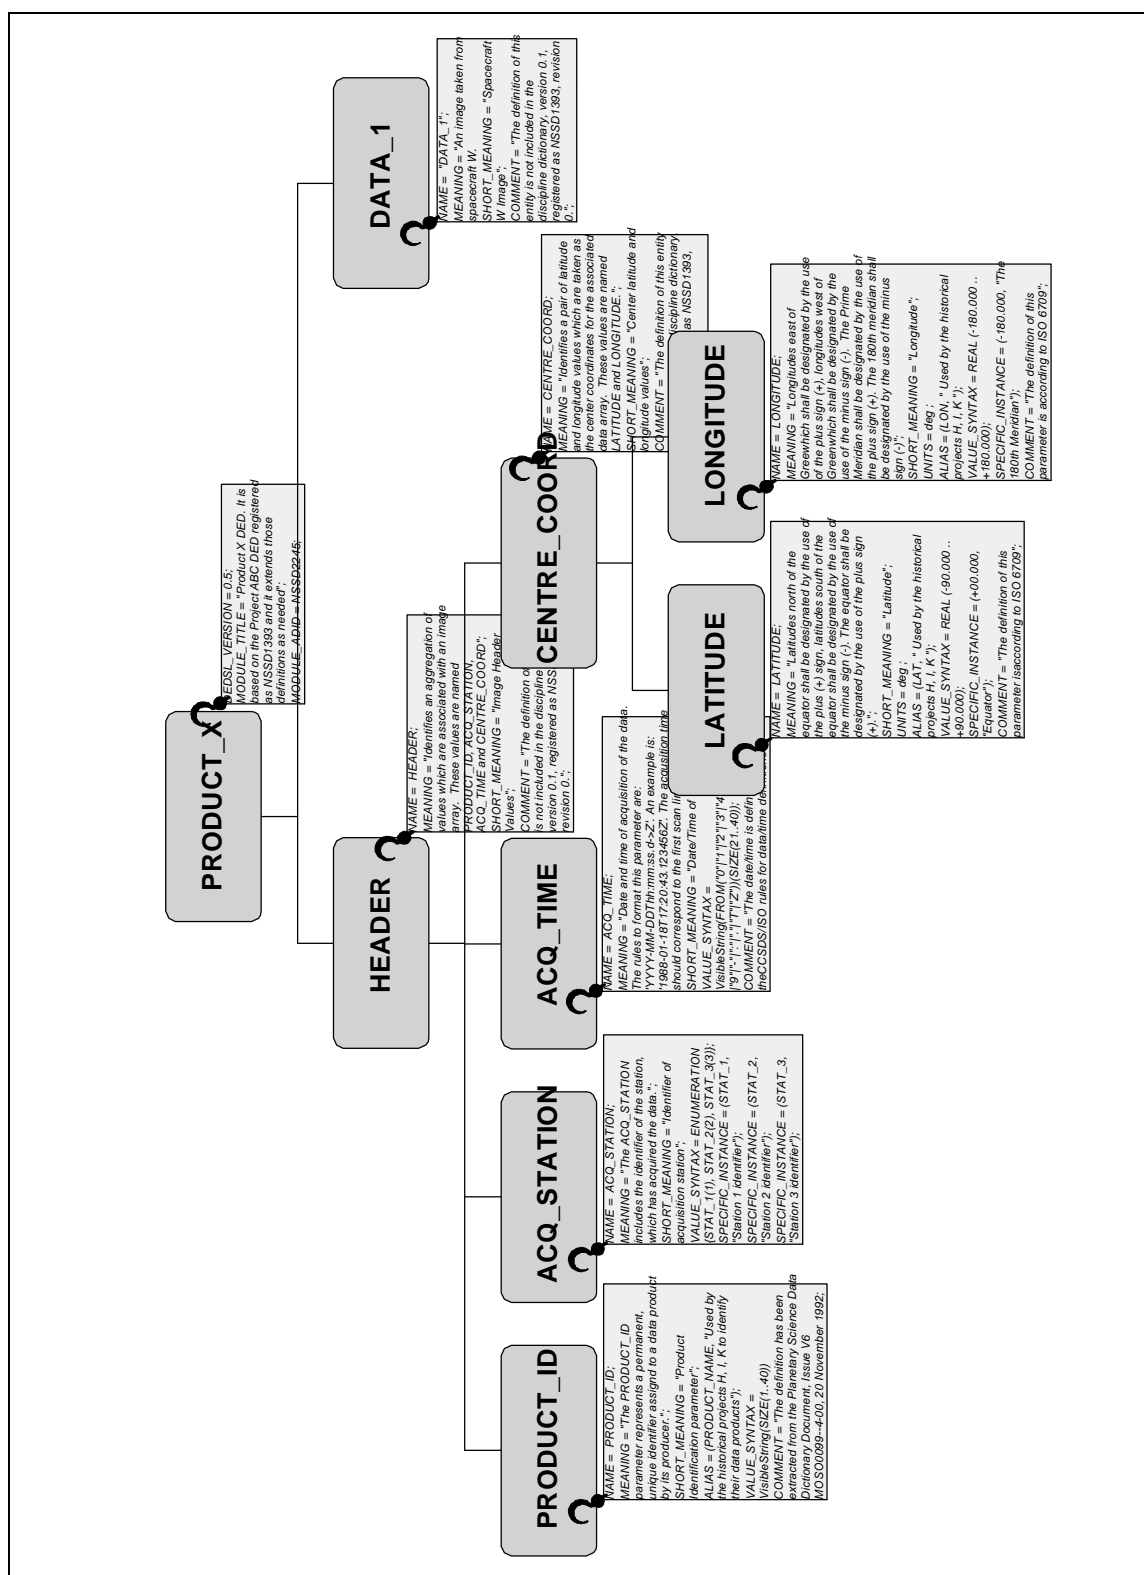 PRODUCT_X
DEDSL_VERSION = 0.5;
MODULE_TITLE = "Product X DED. It is
based on the Project ABC DED registered
as NSSD1393 and it extends those
definitions as needed";
MODULE_ADID = NSSD2245;
HEADER
NAME = HEADER;
MEANING = "Identifies an aggregation of
values which are associated with an image
array. These values are named
PRODUCT_ID, ACQ_STATION,
ACQ_TIME and CENTRE_COORD";
SHORT_MEANING = "Image Header
Values";
COMMENT = "The definition of
is not included in the discipline
version 0.1, registered as NSS
revision 0.";
DATA_1
NAME = "DATA_1";
MEANING = "An image taken from
spacecraft W.
SHORT_MEANING = "Spacecraft
W Image";
COMMENT = "The definition of this
entity is not included in the
discipline dictionary, version 0.1,
registered as NSSD1393, revision
0.";
PRODUCT_ID
NAME = PRODUCT_ID;
MEANING = "The PRODUCT_ID
parameter represents a permanent,
unique identifier assignd to a data product
by its producer.";
SHORT_MEANING = "Product
Identification parameter";
ALIAS = (PRODUCT_NAME, "Used by
the historical projects H, I, K to identify
their data products");
VALUE_SYNTAX =
VisibleString(SIZE(1..40))
COMMENT = "The definition has been
extracted from the Planetary Science Data
Dictionary Document, Issue V6
MOSO0099--4-00, 20 November 1992;
ACQ_STATION
NAME = ACQ_STATION;
MEANING = "The ACQ_STATION
includes the identifier of the station,
which has acquired the data.";
SHORT_MEANING = "Identifier of
acquisition station";
VALUE_SYNTAX = ENUMERATION
{STAT_1(1), STAT_2(2), STAT_3(3)};
SPECIFIC_INSTANCE = (STAT_1,
"Station 1 identifier");
SPECIFIC_INSTANCE = (STAT_2,
"Station 2 identifier");
SPECIFIC_INSTANCE = (STAT_3,
"Station 3 identifier");
ACQ_TIME
NAME = ACQ_TIME;
MEANING = "Date and time of acquisition of the data.
The rules to format this parameter are:
'YYYY-MM-DDThh:mm:ss.d->Z'. An example is:
'1988-01-18T17:20:43.123456Z'. The acqusition time
should correspond to the first scan
SHORT_MEANING = "Date/Time of
VALUE_SYNTAX =
VisibleString(FROM("0"|"1"|"2"|"3"|"4
|"9"|"-"|":"|"."|"T"|"Z"))(SIZE(21..40));
COMMENT = "The date/time is
theCCSDS/ISO rules for data/time
CENTRE_COORD
NAME = CENTRE_COORD;
MEANING = "Identifies a pair of latitude
and longitude values which are taken as
the center coordinates for the associated
data array. These values are named
LATITUDE and LONGITUDE.";
SHORT_MEANING = "Center latitude and
longitude values";
COMMENT = "The definition of this entity
discipline dictionary,
as NSSD1393,
LATITUDE
NAME = LATITUDE;
MEANING = "Latitudes north of the
equator shall be designated by the use of
the plus (+) sign, latitudes south of the
equator shall be designated by the use of
the minus sign (-). The equator shall be
designated by the use of the plus sign
(+).";
SHORT_MEANING = "Latitude";
UNITS = deg ;
ALIAS = (LAT, " Used by the historical
projects H, I, K ");
VALUE_SYNTAX = REAL (-90.000 ..
+90.000);
SPECIFIC_INSTANCE = (+00.000,
"Equator");
COMMENT = "The definition of this
parameter isaccording to ISO 6709";
LONGITUDE
NAME = LONGITUDE;
MEANING = "Longitudes east of
Greewhich shall be designated by the use
of the plus sign (+), longitudes west of
Greenwhich shall be designated by the
use of the minus sign (-). The Prime
Meridian shall be designated by the use of
the plus sign (+). The 180th meridian shall
be designated by the use of the minus
sign (-)";
SHORT_MEANING = "Longitude";
UNITS = deg ;
ALIAS = (LON, " Used by the historical
projects H, I, K ");
VALUE_SYNTAX = REAL (-180.000 ..
+180.000);
SPECIFIC_INSTANCE = (-180.000, "The
180th Meridian");
COMMENT = "The definition of this
parameter is according to ISO 6709";